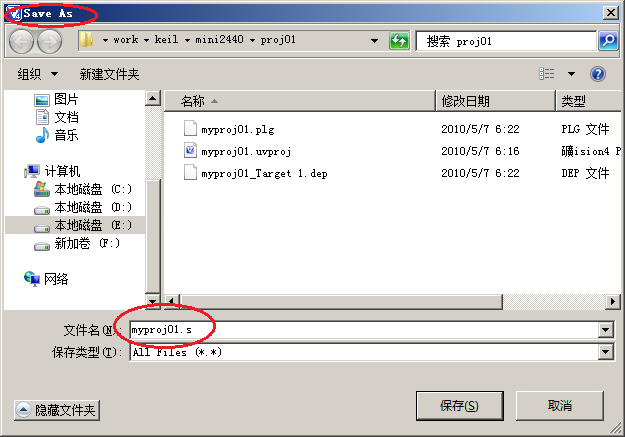 Save As
work keil mini2440 proj01
搜索 proj01
组织 新建文件夹
图片
文档
音乐
计算机
本地磁盘 (C:)
本地磁盘 (D:)
本地磁盘 (E:)
新加卷 (F:)
网络
名称 修改日期 类型
myproj01.plg 2010/5/7 6:22 PLG 文件
myproj01.uvproj 2010/5/7 6:16 礦ision4 P
myproj01_Target 1.dep 2010/5/7 6:22 DEP 文件
文件名(N): myproj01.s
保存类型(T): All Files (*.*)
隐藏文件夹 保存(S) 取消